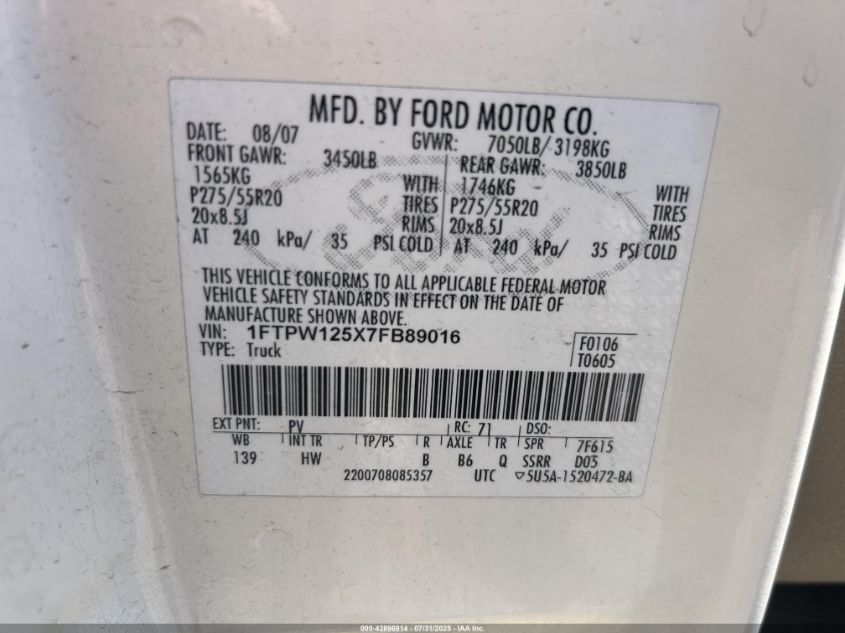 MFD. BY FORD MOTOR CO.
DATE: 08/07 GVWR: 7050LB/ 3198KG
FRONT GAWR: 3450LB REAR GAWR: 3850LB
1565KG WITH 1746KG WITH
P275/55R20 TIRES P275/55R20 TIRES
20x8.5J RIMS 20x8.5J RIMS
AT 240 kPa/ 35 PSI COLD AT 240 kPa/ 35 PSI COLD
THIS VEHICLE CONFORMS TO ALL APPLICABLE FEDERAL MOTOR
VEHICLE SAFETY STANDARDS IN EFFECT ON THE DATE OF
MANUFACTURE SHOWN ABOVE.
VIN: 1FTPW125X7FB89016 F0106
TYPE: Truck T0605
EXT PNT: PV RC: 71 DSO:
WB INT TR TP/PS R AXLE TR SPR 7F615
139 HW B B6 Q SSRR D05
2200708085357 UTC ▽5U5A-1520472-BA
000-42896914 / 07/31/2025 / IAA Inc.